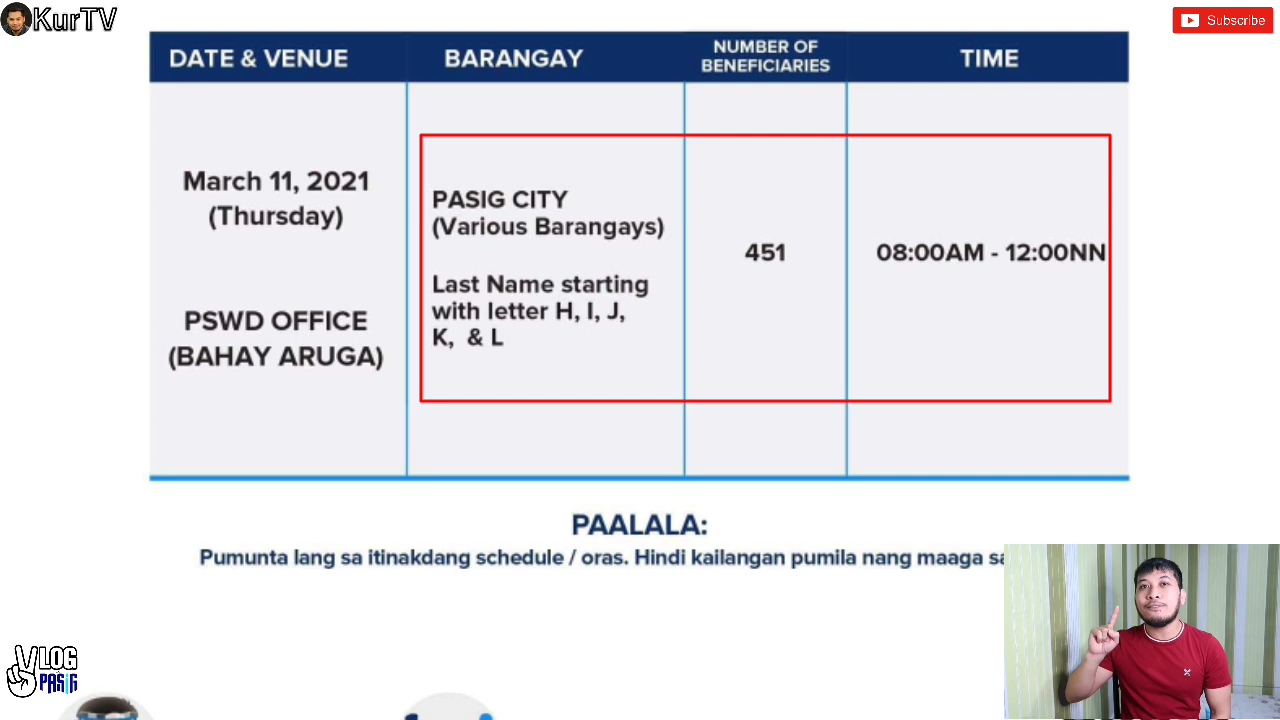 KurTV
Subscribe
DATE & VENUE
BARANGAY
NUMBER OF
BENEFICIARIES
TIME
March 11, 2021
(Thursday)
PSWD OFFICE
(BAHAY ARUGA)
PASIG CITY
(Various Barangays)
Last Name starting
with letter H, I, J,
K, & L
451
08:00AM - 12:00NN
PAALALA:
Pumunta lang sa itinakdang schedule / oras. Hindi kailangan pumila nang maaga sa
VLOG
PASIG